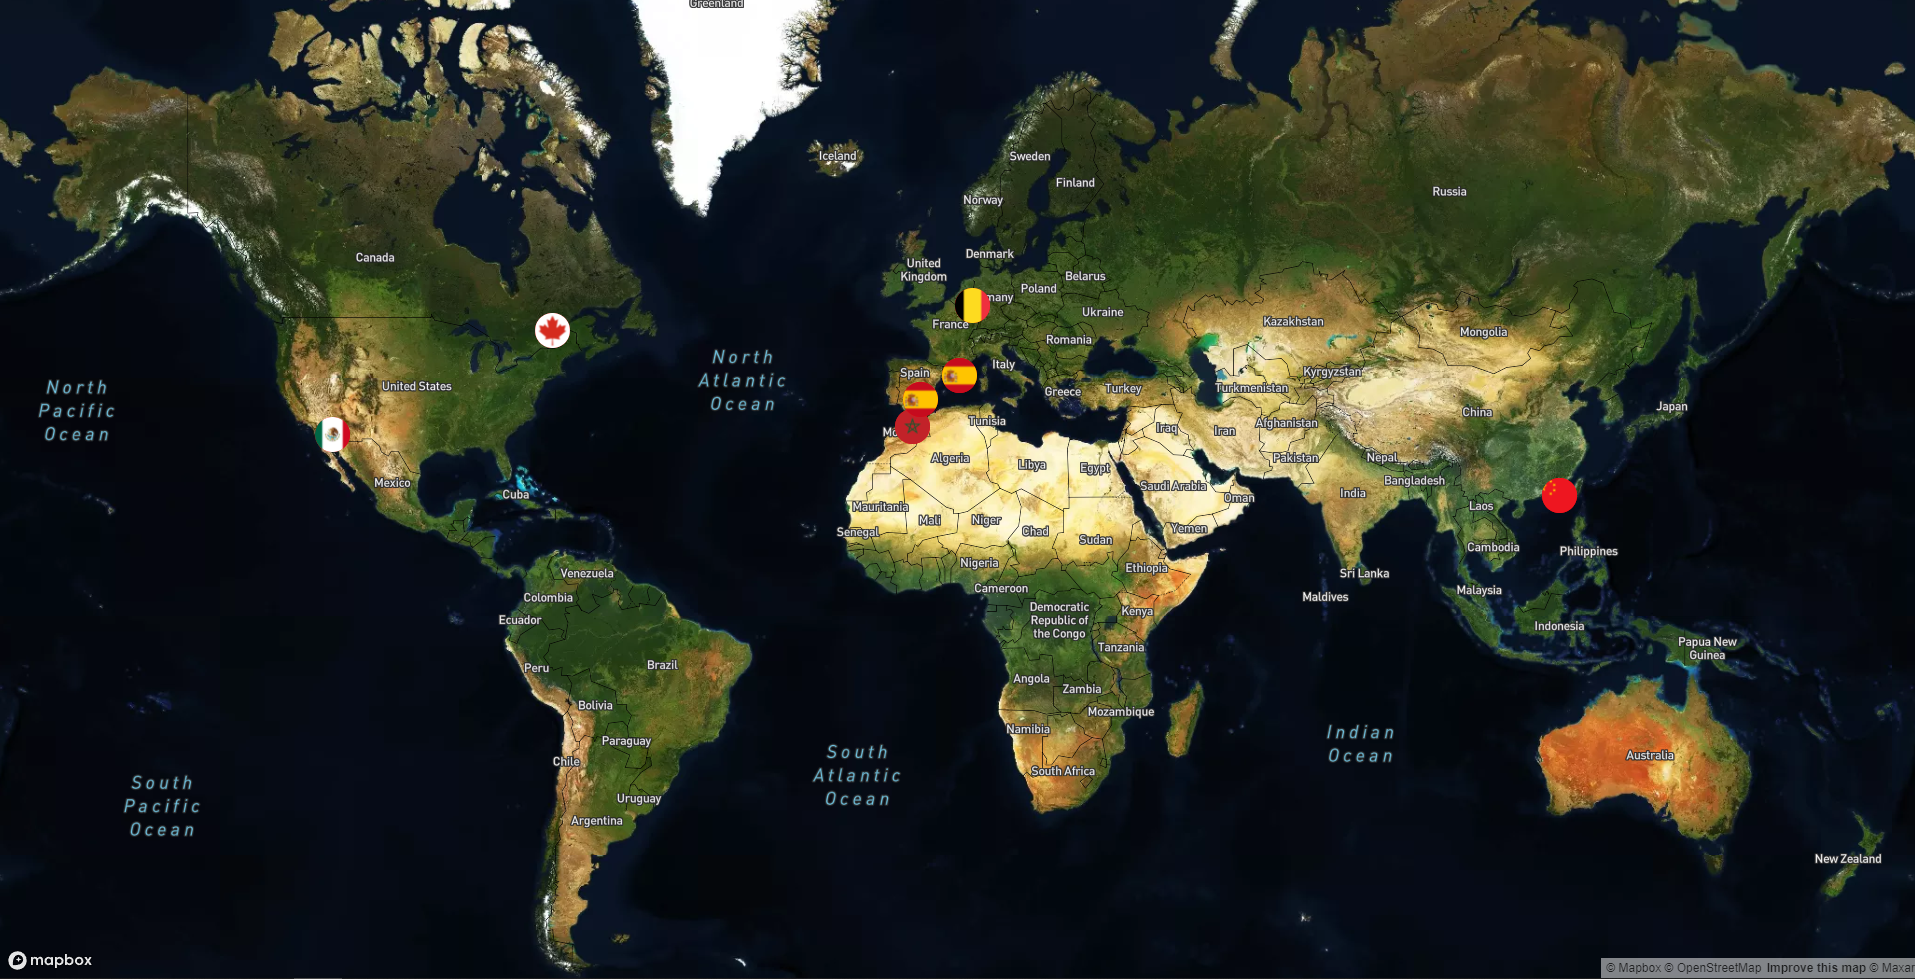 Greenland
Iceland
Sweden
Finland
Norway
Russia
Denmark
United
Kingdom
Belarus
Poland
many
Ukraine
France
Romania
Kazakhstan
Mongolia
Canada
North
Pacific
Ocean
United States
North
Atlantic
Ocean
Spain
Italy
Greece
Turkey
Turkmenistan
Kyrgyzstan
China
Japan
Tunisia
Iraq
Iran
Afghanistan
Algeria
Libya
Egypt
Pakistan
Nepal
Mexico
Cuba
Saudi Arabia
Oman
India
Bangladesh
Laos
Mauritania
Mali
Niger
Chad
Sudan
Yemen
Senegal
Cambodia
Philippines
Nigeria
Ethiopia
Sri Lanka
Venezuela
Cameroon
Maldives
Malaysia
Colombia
Democratic
Republic of
the Congo
Kenya
Ecuador
Indonesia
Tanzania
Papua New
Guinea
Peru
Brazil
Angola
Zambia
Bolivia
Mozambique
Namibia
Paraguay
Indian
Ocean
South
Atlantic
Ocean
Chile
South Africa
Australia
South
Pacific
Ocean
Uruguay
Argentina
New Zealand
mapbox
© Mapbox © OpenStreetMap Improve this map © Maxar